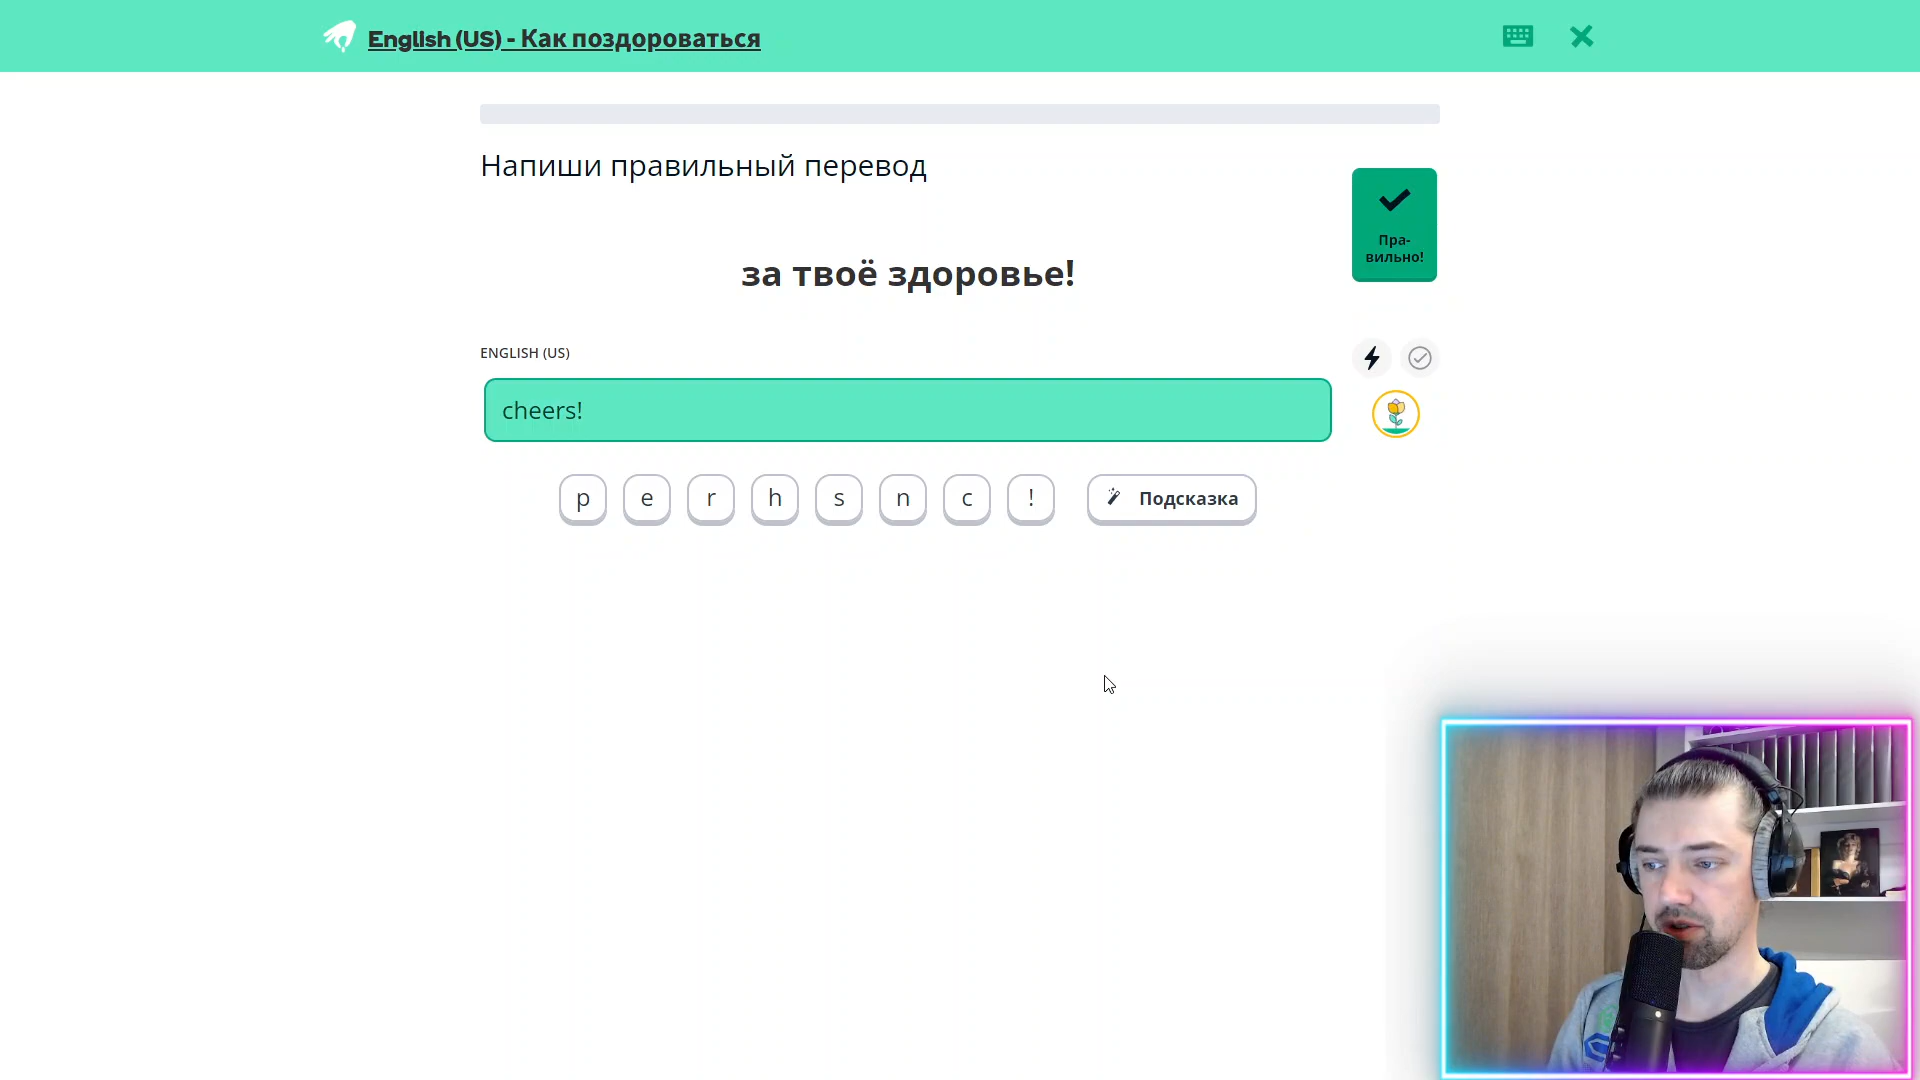 English (US) - Как поздороваться
Напиши правильный перевод
Пра-
вильно!
за твоё здоровье!
ENGLISH (US)
cheers!
p e r h s n c ! Подсказка